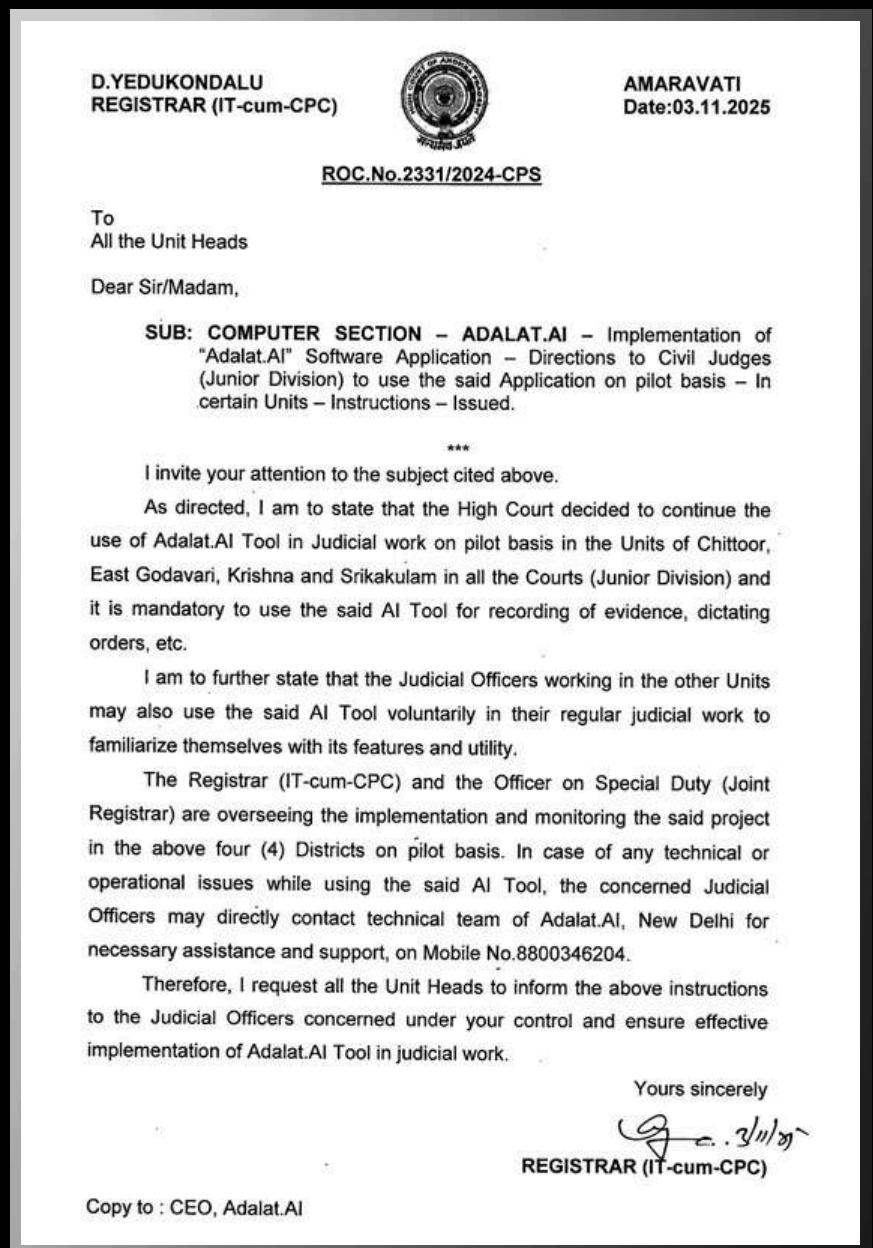 D.YEDUKONDALU
REGISTRAR (IT-cum-CPC)
HIGH COURT OF ANDHRA PRADESH
सत्यमेव जयते
AMARAVATI
Date:03.11.2025
ROC.No.2331/2024-CPS
To
All the Unit Heads
Dear Sir/Madam,
SUB: COMPUTER SECTION – ADALAT.AI – Implementation of
“Adalat.AI” Software Application – Directions to Civil Judges
(Junior Division) to use the said Application on pilot basis – In
certain Units – Instructions – Issued.
***
I invite your attention to the subject cited above.
As directed, I am to state that the High Court decided to continue the
use of Adalat.AI Tool in Judicial work on pilot basis in the Units of Chittoor,
East Godavari, Krishna and Srikakulam in all the Courts (Junior Division) and
it is mandatory to use the said AI Tool for recording of evidence, dictating
orders, etc.
I am to further state that the Judicial Officers working in the other Units
may also use the said AI Tool voluntarily in their regular judicial work to
familiarize themselves with its features and utility.
The Registrar (IT-cum-CPC) and the Officer on Special Duty (Joint
Registrar) are overseeing the implementation and monitoring the said project
in the above four (4) Districts on pilot basis. In case of any technical or
operational issues while using the said AI Tool, the concerned Judicial
Officers may directly contact technical team of Adalat.AI, New Delhi for
necessary assistance and support, on Mobile No.8800346204.
Therefore, I request all the Unit Heads to inform the above instructions
to the Judicial Officers concerned under your control and ensure effective
implementation of Adalat.AI Tool in judicial work.
Yours sincerely
3/11/25
REGISTRAR (IT-cum-CPC)
Copy to : CEO, Adalat.AI